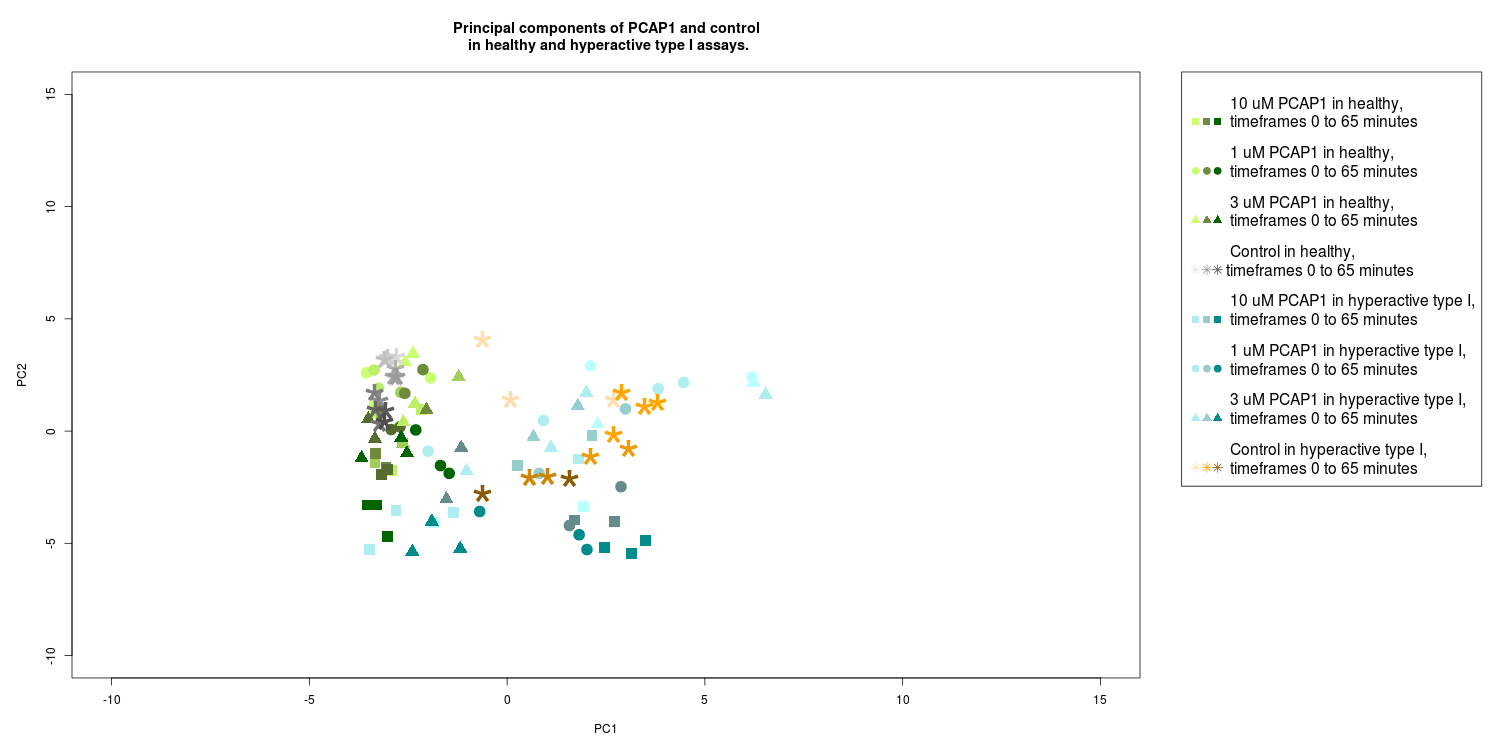 Principal components of PCAP1 and control
in healthy and hyperactive type I assays.
15
10
5
0
-5
-10
PC2
-10
-5
0
5
10
15
PC1
10 uM PCAP1 in healthy,
timeframes 0 to 65 minutes
1 uM PCAP1 in healthy,
timeframes 0 to 65 minutes
3 uM PCAP1 in healthy,
timeframes 0 to 65 minutes
Control in healthy,
timeframes 0 to 65 minutes
10 uM PCAP1 in hyperactive type I,
timeframes 0 to 65 minutes
1 uM PCAP1 in hyperactive type I,
timeframes 0 to 65 minutes
3 uM PCAP1 in hyperactive type I,
timeframes 0 to 65 minutes
Control in hyperactive type I,
timeframes 0 to 65 minutes